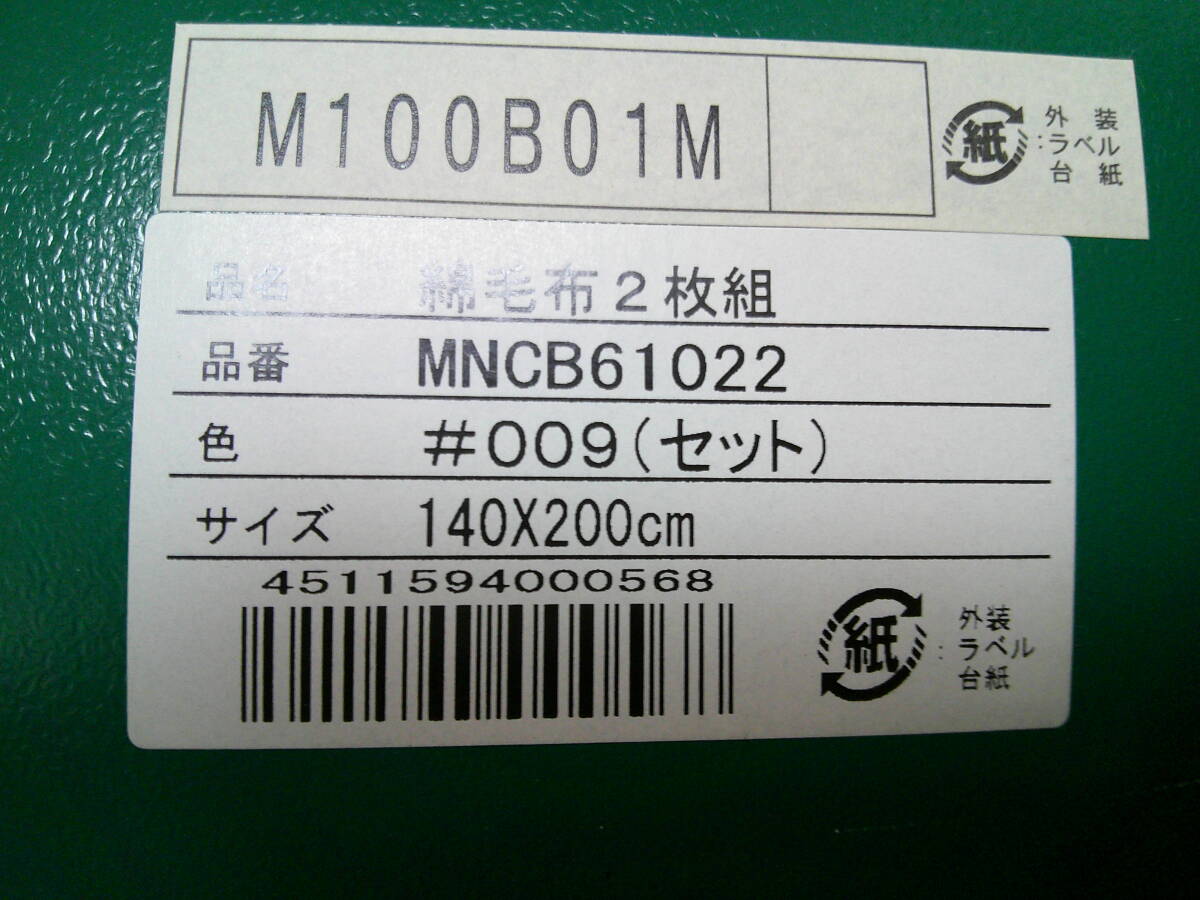 M100B01M
紙 外装
:ラベル
台紙
品名 綿毛布2枚組
品番 MNCB61022
色 #009(セット)
サイズ 140X200cm
4511594000568
紙 外装
:ラベル
台紙